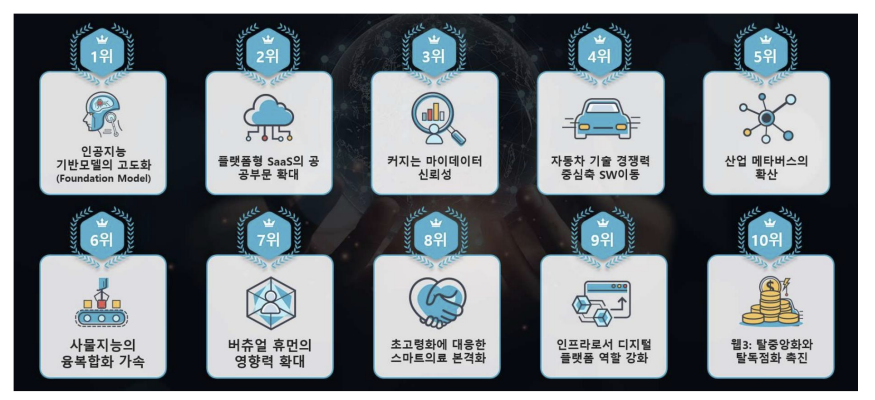 1위
인공지능
기반모델의 고도화
(Foundation Model)
2위
플랫폼형 SaaS의 공
공부문 확대
3위
커지는 마이데이터
신뢰성
4위
자동차 기술 경쟁력
중심축 SW이동
5위
산업 메타버스의
확산
6위
사물지능의
융복합화 가속
7위
버츄얼 휴먼의
영향력 확대
8위
초고령화에 대응한
스마트의료 본격화
9위
인프라로서 디지털
플랫폼 역할 강화
10위
웹3: 탈중앙화와
탈독점화 촉진